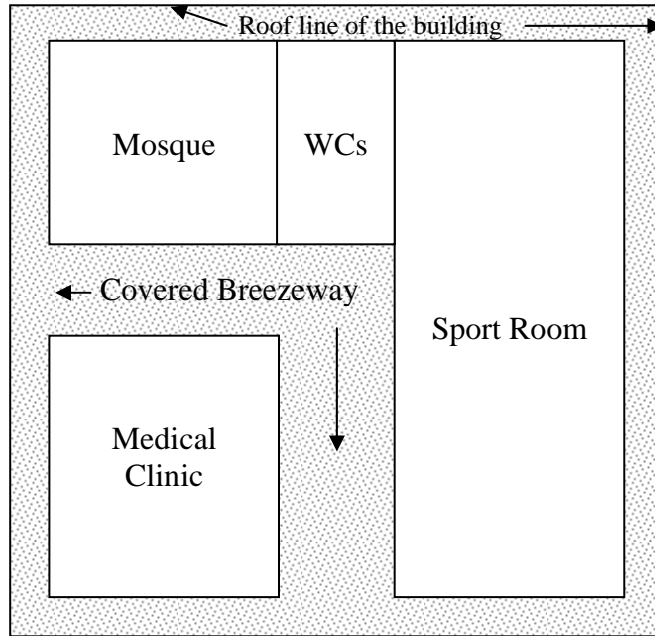 Roof line of the building
Mosque
WCs
Covered Breezeway
Sport Room
Medical
Clinic